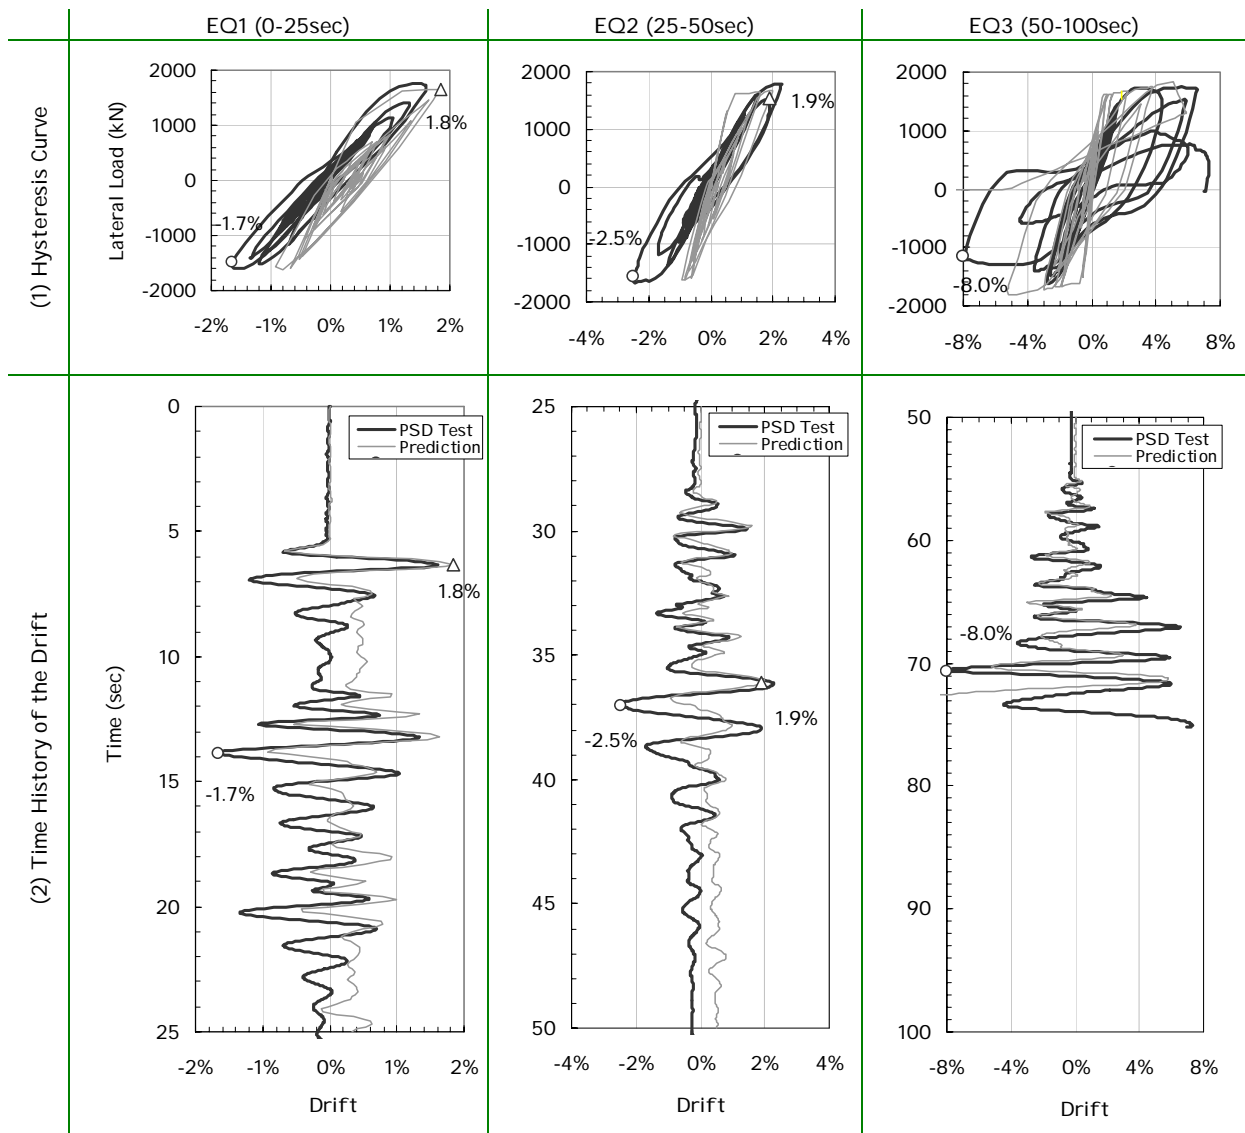 EQ1 (0-25sec)
EQ2 (25-50sec)
EQ3 (50-100sec)
(1) Hysteresis Curve
Lateral Load (kN)
2000
1000
0
-1000
-2000
1.8%
-1.7%
-2% -1% 0% 1% 2%
2000
1000
0
-1000
-2000
1.9%
-2.5%
-4% -2% 0% 2% 4%
2000
1000
0
-1000
-2000
-8.0%
-8% -4% 0% 4% 8%
(2) Time History of the Drift
Time (sec)
0
5
10
15
20
25
PSD Test
Prediction
1.8%
-1.7%
-2% -1% 0% 1% 2%
Drift
25
30
35
40
45
50
PSD Test
Prediction
1.9%
-2.5%
-4% -2% 0% 2% 4%
Drift
50
60
70
80
90
100
PSD Test
Prediction
-8.0%
-8% -4% 0% 4% 8%
Drift